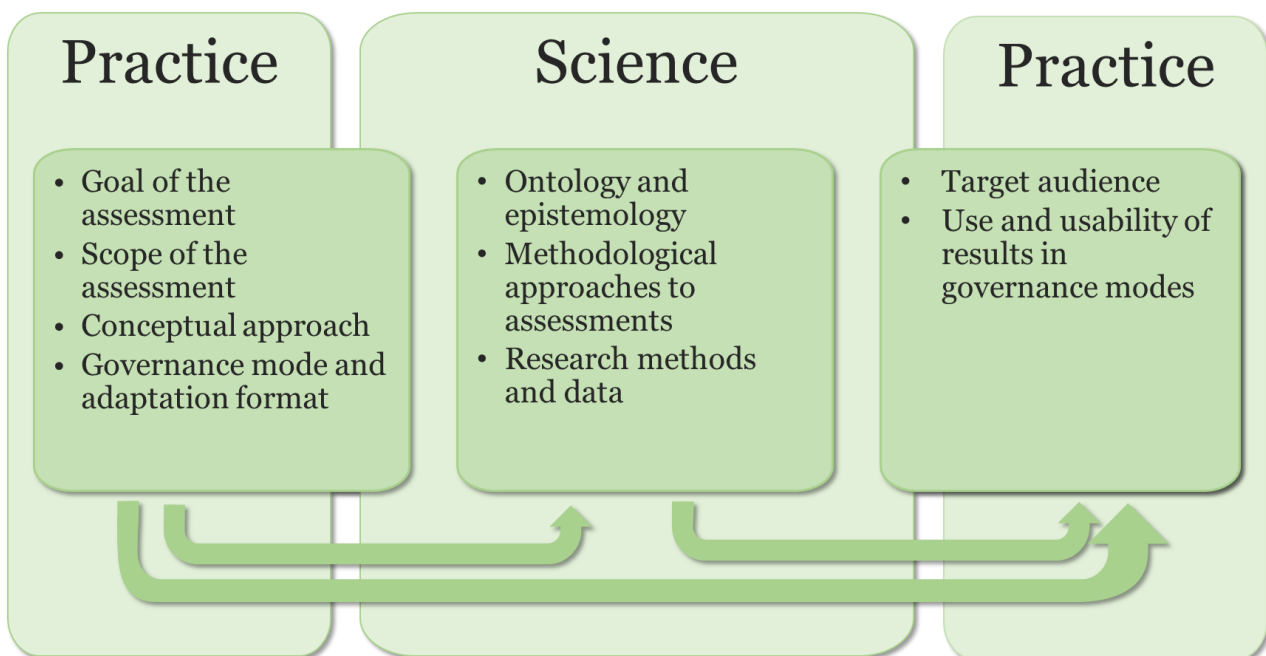 Practice
Science
Practice
• Goal of the
assessment
• Scope of the
assessment
• Conceptual approach
• Governance mode and
adaptation format
• Ontology and
epistemology
• Methodological
approaches to
assessments
• Research methods
and data
• Target audience
• Use and usability of
results in
governance modes